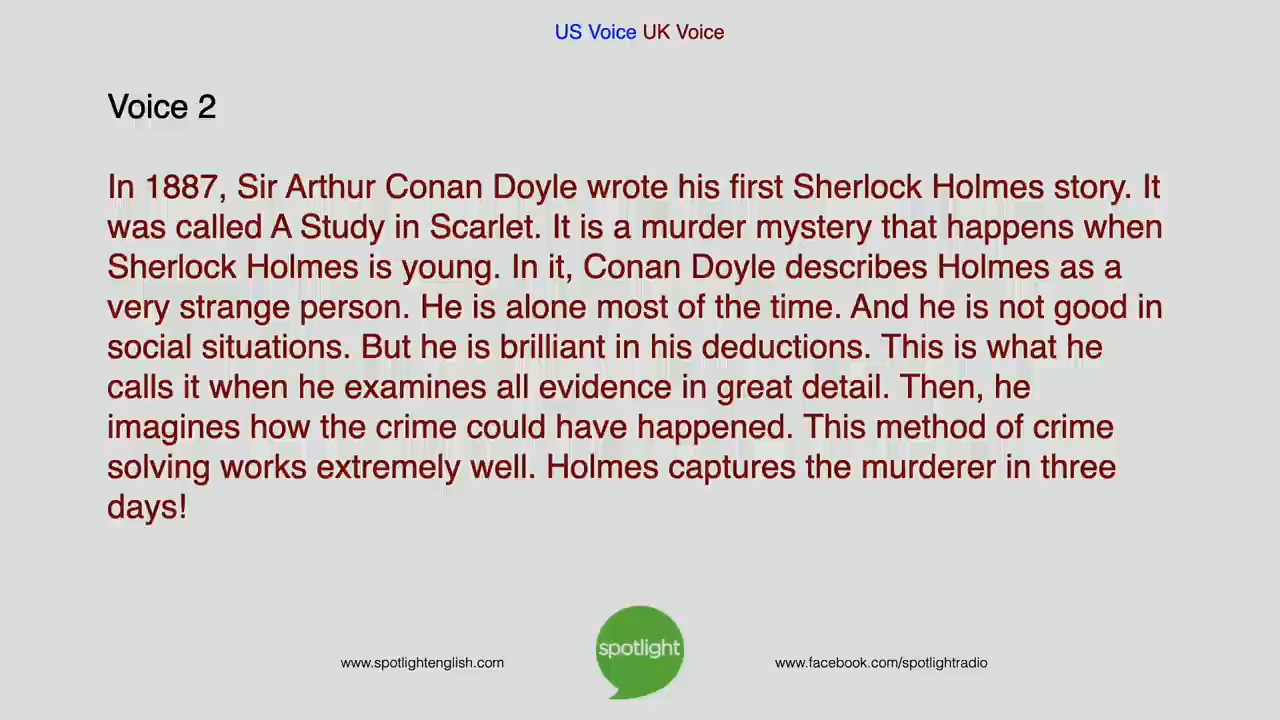 US Voice UK Voice
Voice 2
In 1887, Sir Arthur Conan Doyle wrote his first Sherlock Holmes story. It
was called A Study in Scarlet. It is a murder mystery that happens when
Sherlock Holmes is young. In it, Conan Doyle describes Holmes as a
very strange person. He is alone most of the time. And he is not good in
social situations. But he is brilliant in his deductions. This is what he
calls it when he examines all evidence in great detail. Then, he
imagines how the crime could have happened. This method of crime
solving works extremely well. Holmes captures the murderer in three
days!
www.spotlightenglish.com
spotlight
www.facebook.com/spotlightradio